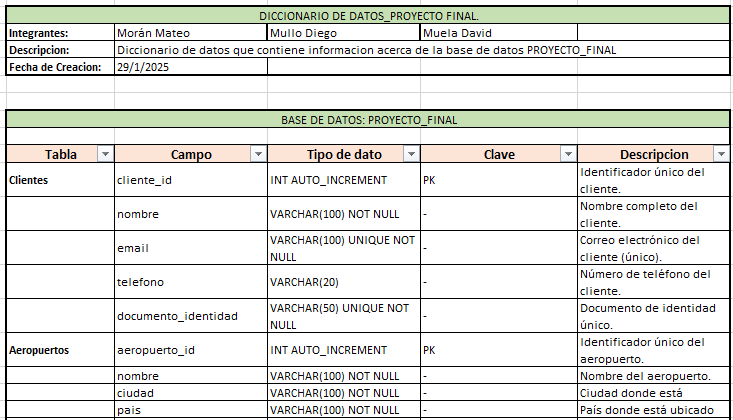 DICCIONARIO DE DATOS_PROYECTO FINAL.
Integrantes: Morán Mateo Mullo Diego Muela David
Descripcion: Diccionario de datos que contiene informacion acerca de la base de datos PROYECTO_FINAL
Fecha de Creacion: 29/1/2025
BASE DE DATOS: PROYECTO_FINAL
Tabla Campo Tipo de dato Clave Descripcion
Clientes cliente_id INT AUTO_INCREMENT PK Identificador único del
cliente.
nombre VARCHAR(100) NOT NULL - Nombre completo del
cliente.
email VARCHAR(100) UNIQUE NOT
NULL - Correo electrónico del
cliente (único).
telefono VARCHAR(20) - Número de teléfono del
cliente.
documento_identidad VARCHAR(50) UNIQUE NOT
NULL - Documento de identidad
único.
Aeropuertos aeropuerto_id INT AUTO_INCREMENT PK Identificador único del
aeropuerto.
nombre VARCHAR(100) NOT NULL - Nombre del aeropuerto.
ciudad VARCHAR(100) NOT NULL - Ciudad donde está
pais VARCHAR(100) NOT NULL - País donde está ubicado